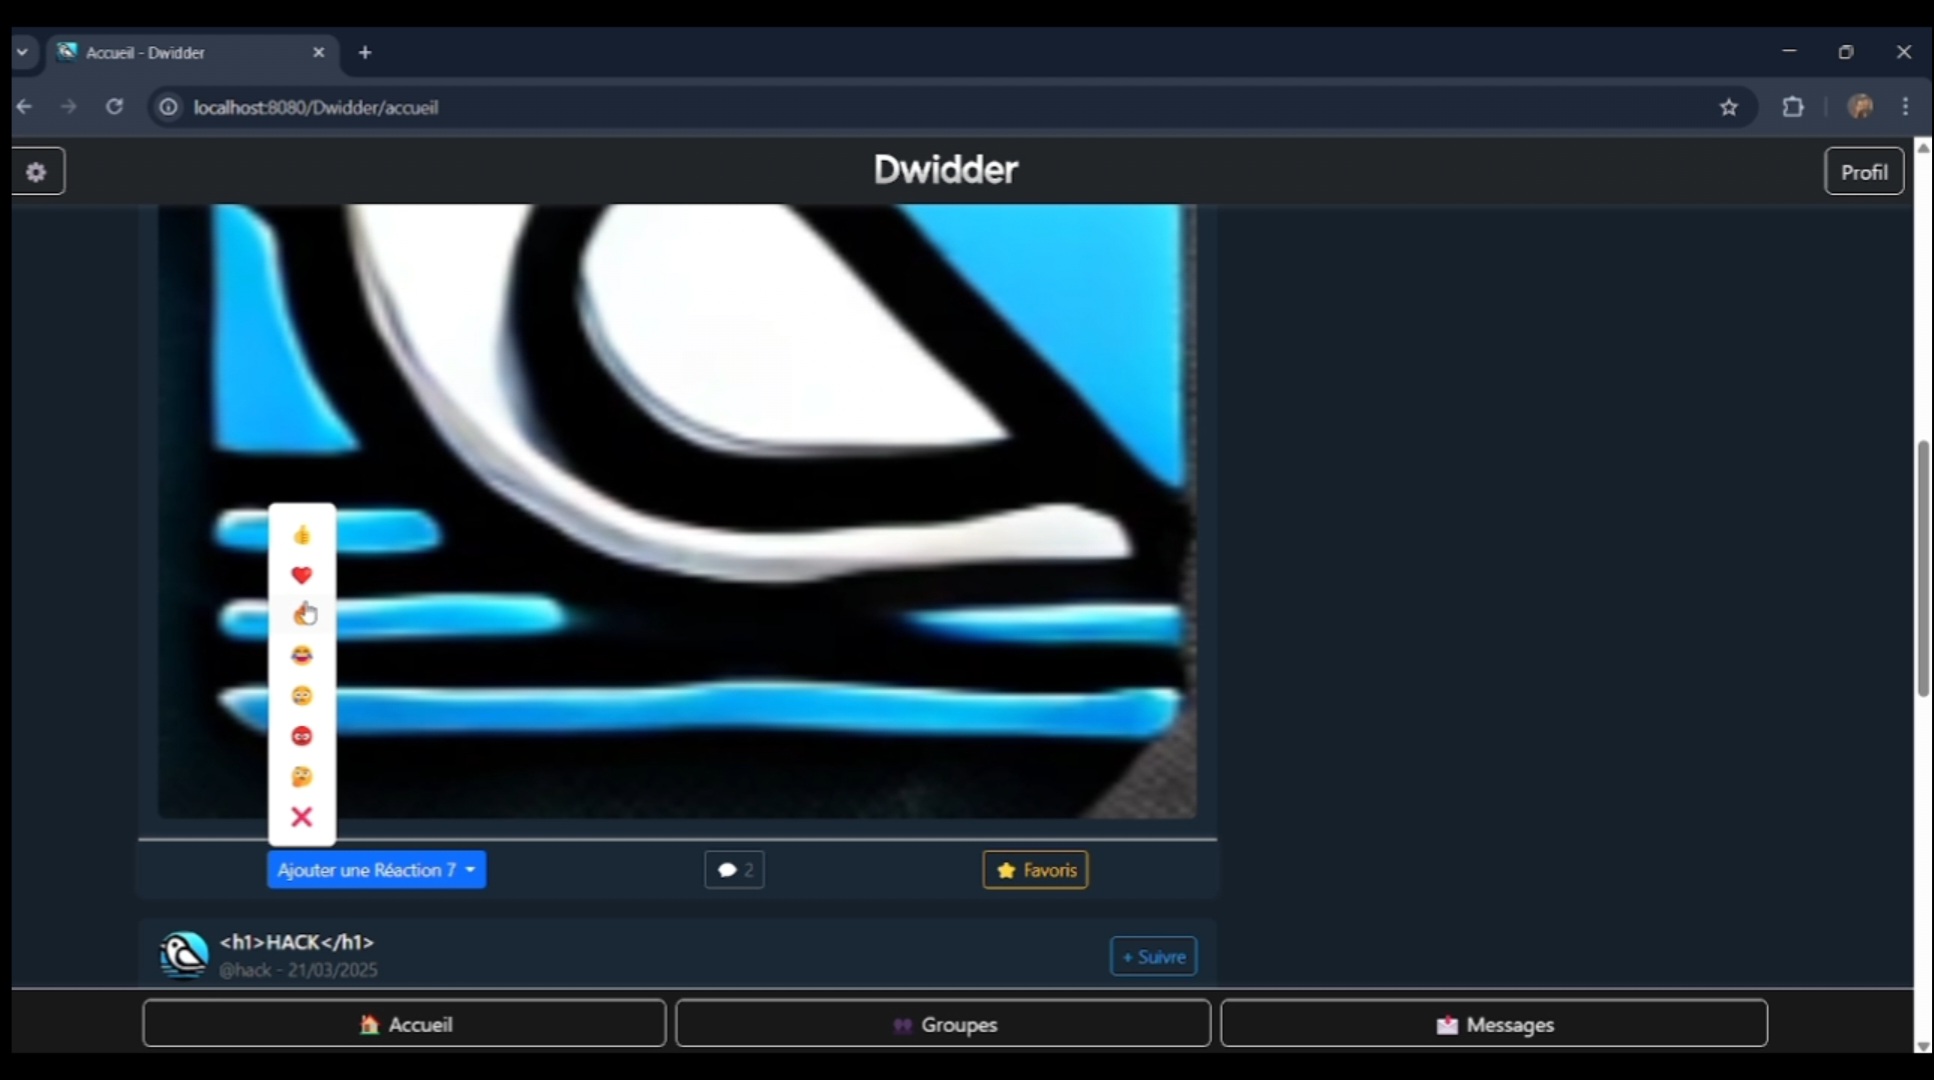 Accueil - Dwidder
localhost:8080/Dwidder/accueil
Dwidder
Profil
Ajouter une Réaction 7
2
Favoris
<h1>HACK</h1>
@hack - 21/03/2025
+ Suivre
Accueil
Groupes
Messages